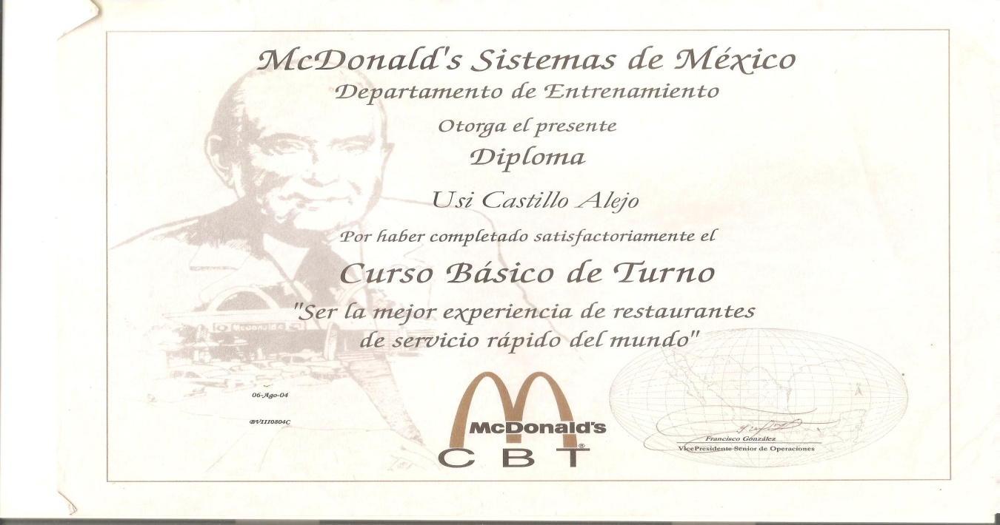 McDonald's Sistemas de México
Departamento de Entrenamiento
Otorga el presente
Diploma
Usi Castillo Alejo
Por haber completado satisfactoriamente el
Curso Básico de Turno
"Ser la mejor experiencia de restaurantes
de servicio rápido del mundo"
McDonald's
06-Ago-04
BVIII0804C
McDonald's
®
CBT
Francisco González
VicePresidente Senior de Operaciones